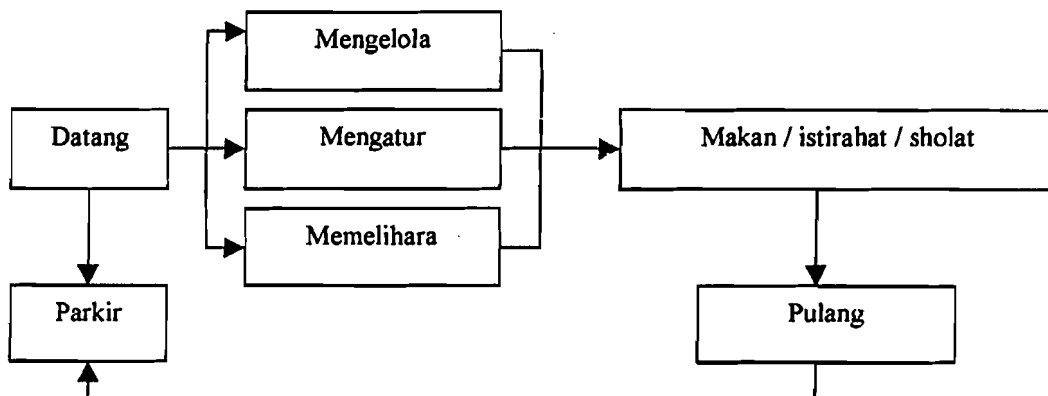 Mengelola
Datang
Mengatur
Makan / istirahat / sholat
Memelihara
Parkir
Pulang